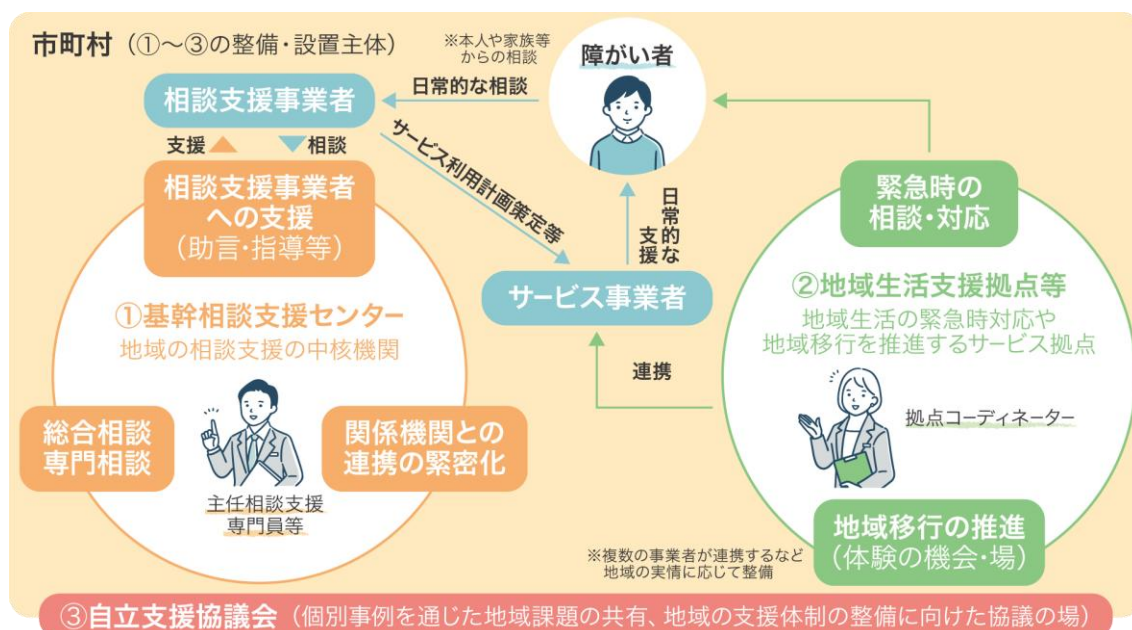 市町村（①〜③の整備・設置主体）
※本人や家族等
からの相談
障がい者
日常的な相談
相談支援事業者
支援
相談
サービス利用計画策定等
相談支援事業者
への支援
（助言・指導等）
日常的な
支援
緊急時の
相談・対応
サービス事業者
①基幹相談支援センター
地域の相談支援の中核機関
②地域生活支援拠点等
地域生活の緊急時対応や
地域移行を推進するサービス拠点
連携
総合相談
専門相談
関係機関との
連携の緊密化
拠点コーディネーター
主任相談支援
専門員等
地域移行の推進
（体験の機会・場）
※複数の事業者が連携するなど
地域の実情に応じて整備
③自立支援協議会（個別事例を通じた地域課題の共有、地域の支援体制の整備に向けた協議の場）